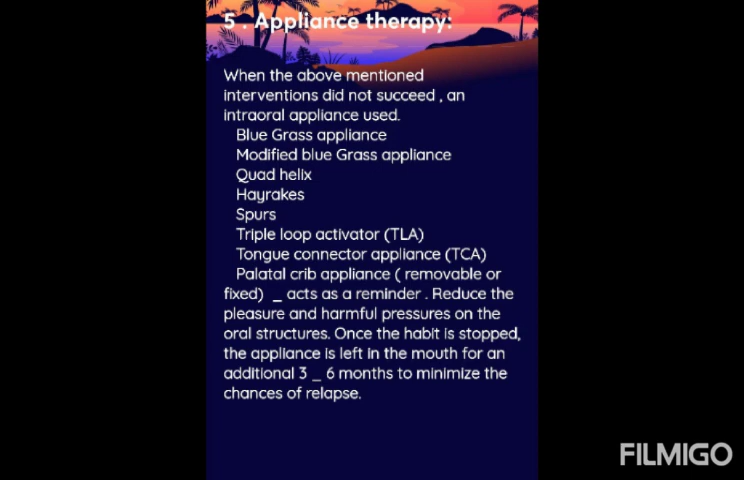 5 . Appliance therapy:
When the above mentioned
interventions did not succeed , an
intraoral appliance used.
Blue Grass appliance
Modified blue Grass appliance
Quad helix
Hayrakes
Spurs
Triple loop activator (TLA)
Tongue connector appliance (TCA)
Palatal crib appliance ( removable or
fixed) _ acts as a reminder . Reduce the
pleasure and harmful pressures on the
oral structures. Once the habit is stopped,
the appliance is left in the mouth for an
additional 3 _ 6 months to minimize the
chances of relapse.
FILMIGO